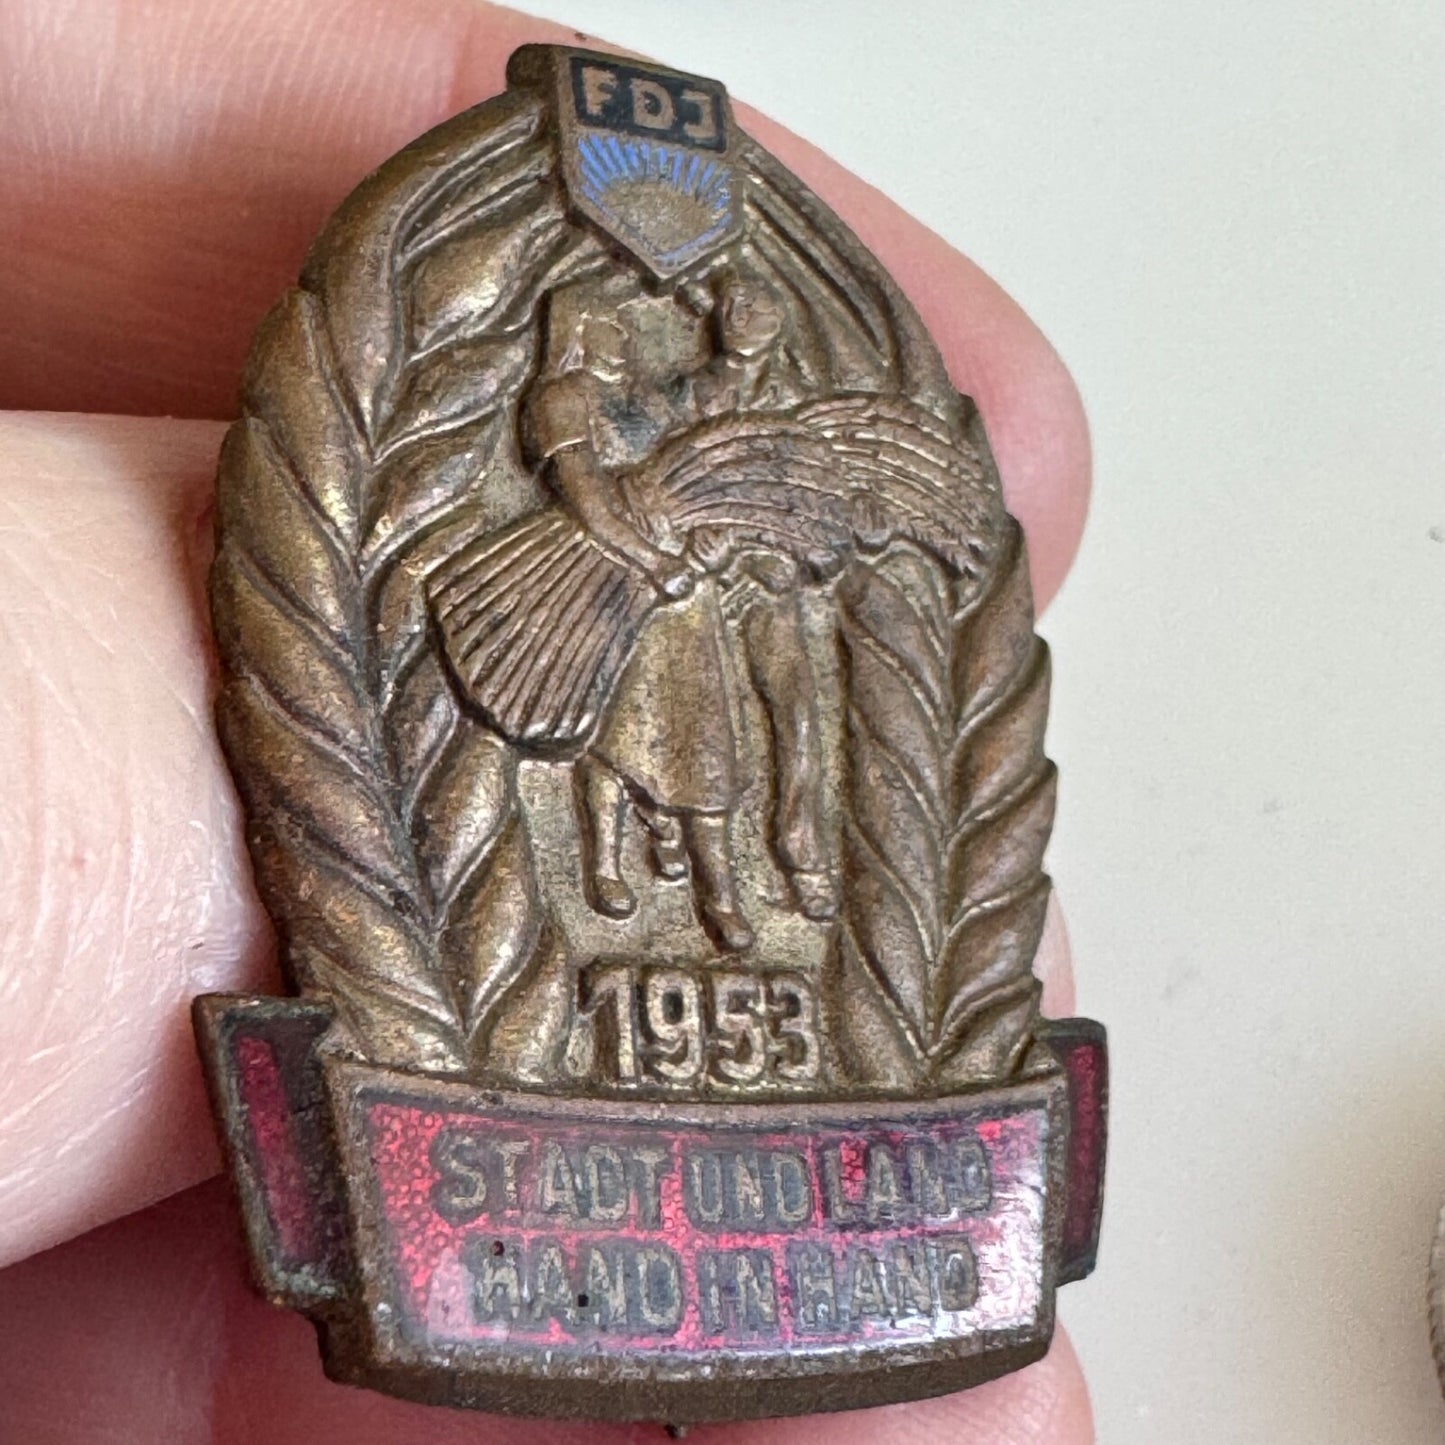 FDJ
1953
STADT UND LAND
HAND IN HAND